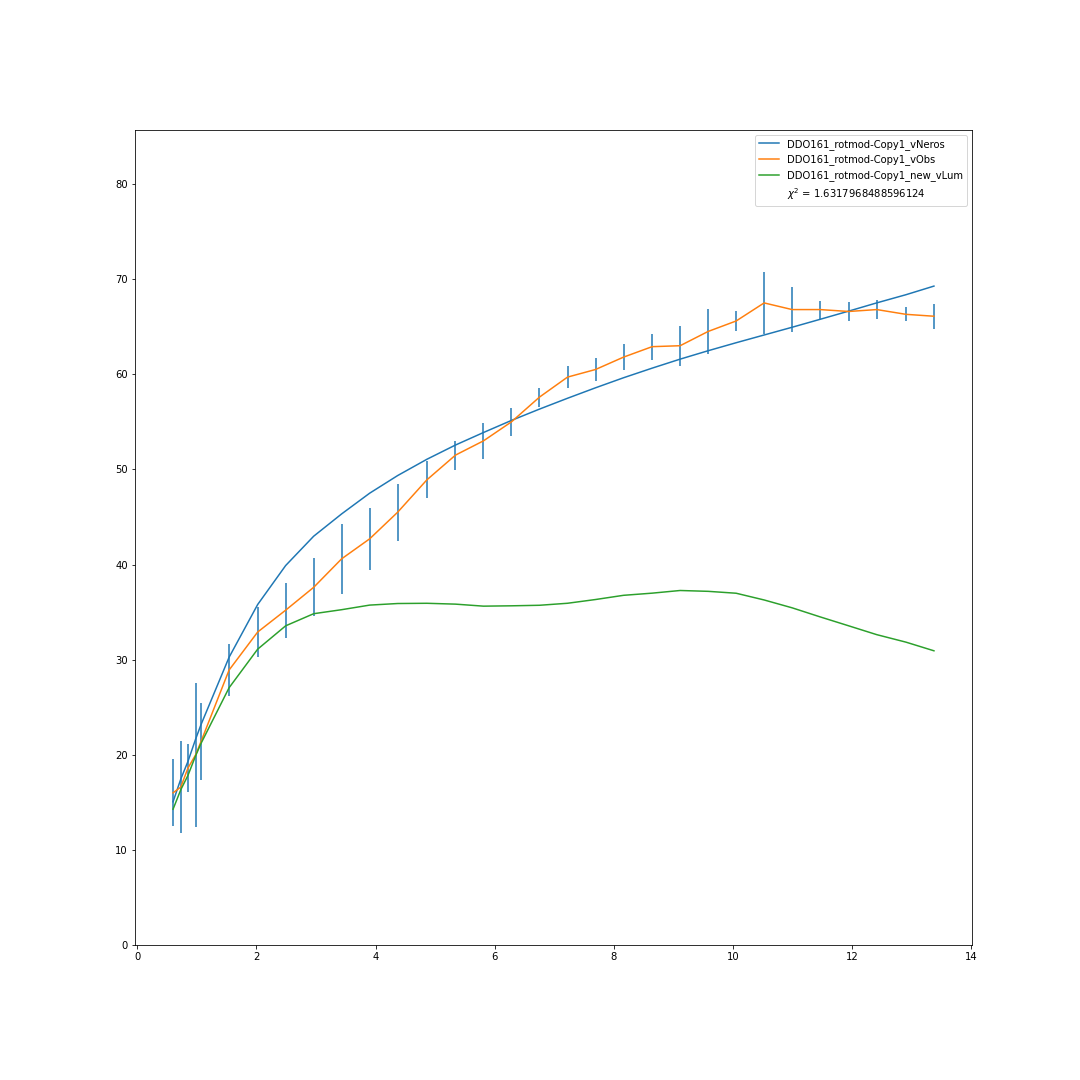 DDO161_rotmod-Copy1_vNeros
DDO161_rotmod-Copy1_vObs
DDO161_rotmod-Copy1_new_vLum
χ² = 1.6317968488596124
80
70
60
50
40
30
20
10
0
0 2 4 6 8 10 12 14